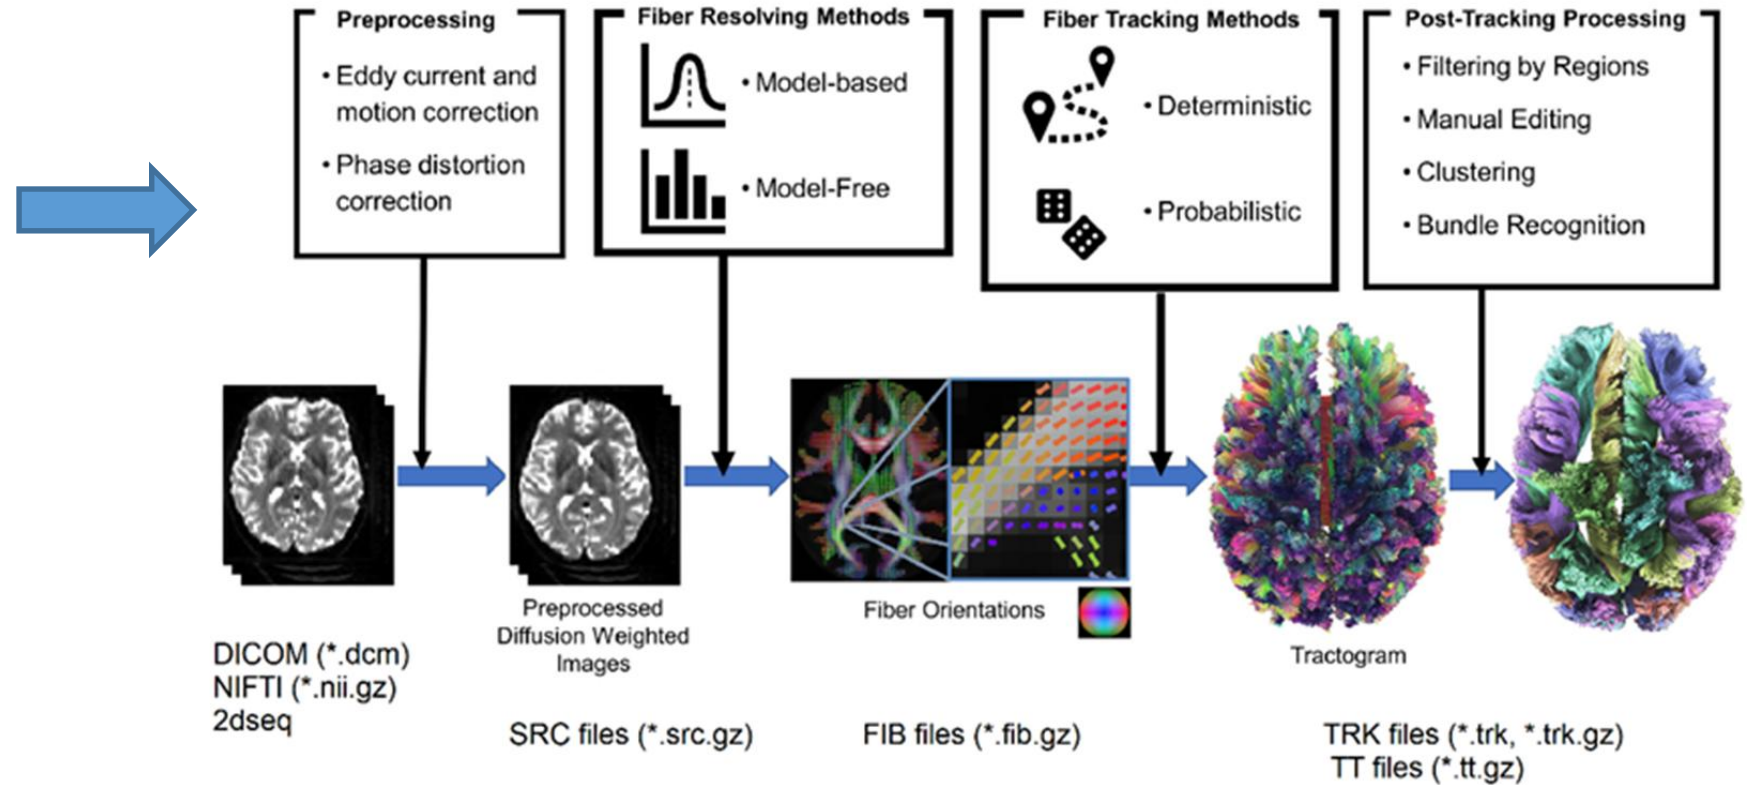 Preprocessing
• Eddy current and
motion correction
• Phase distortion
correction
Fiber Resolving Methods
• Model-based
• Model-Free
Fiber Tracking Methods
• Deterministic
• Probabilistic
Post-Tracking Processing
• Filtering by Regions
• Manual Editing
• Clustering
• Bundle Recognition
DICOM (*.dcm)
NIFTI (*.nii.gz)
2dseq
Preprocessed
Diffusion Weighted
Images
SRC files (*.src.gz)
Fiber Orientations
FIB files (*.fib.gz)
Tractogram
TRK files (*.trk, *.trk.gz)
TT files (*.tt.gz)